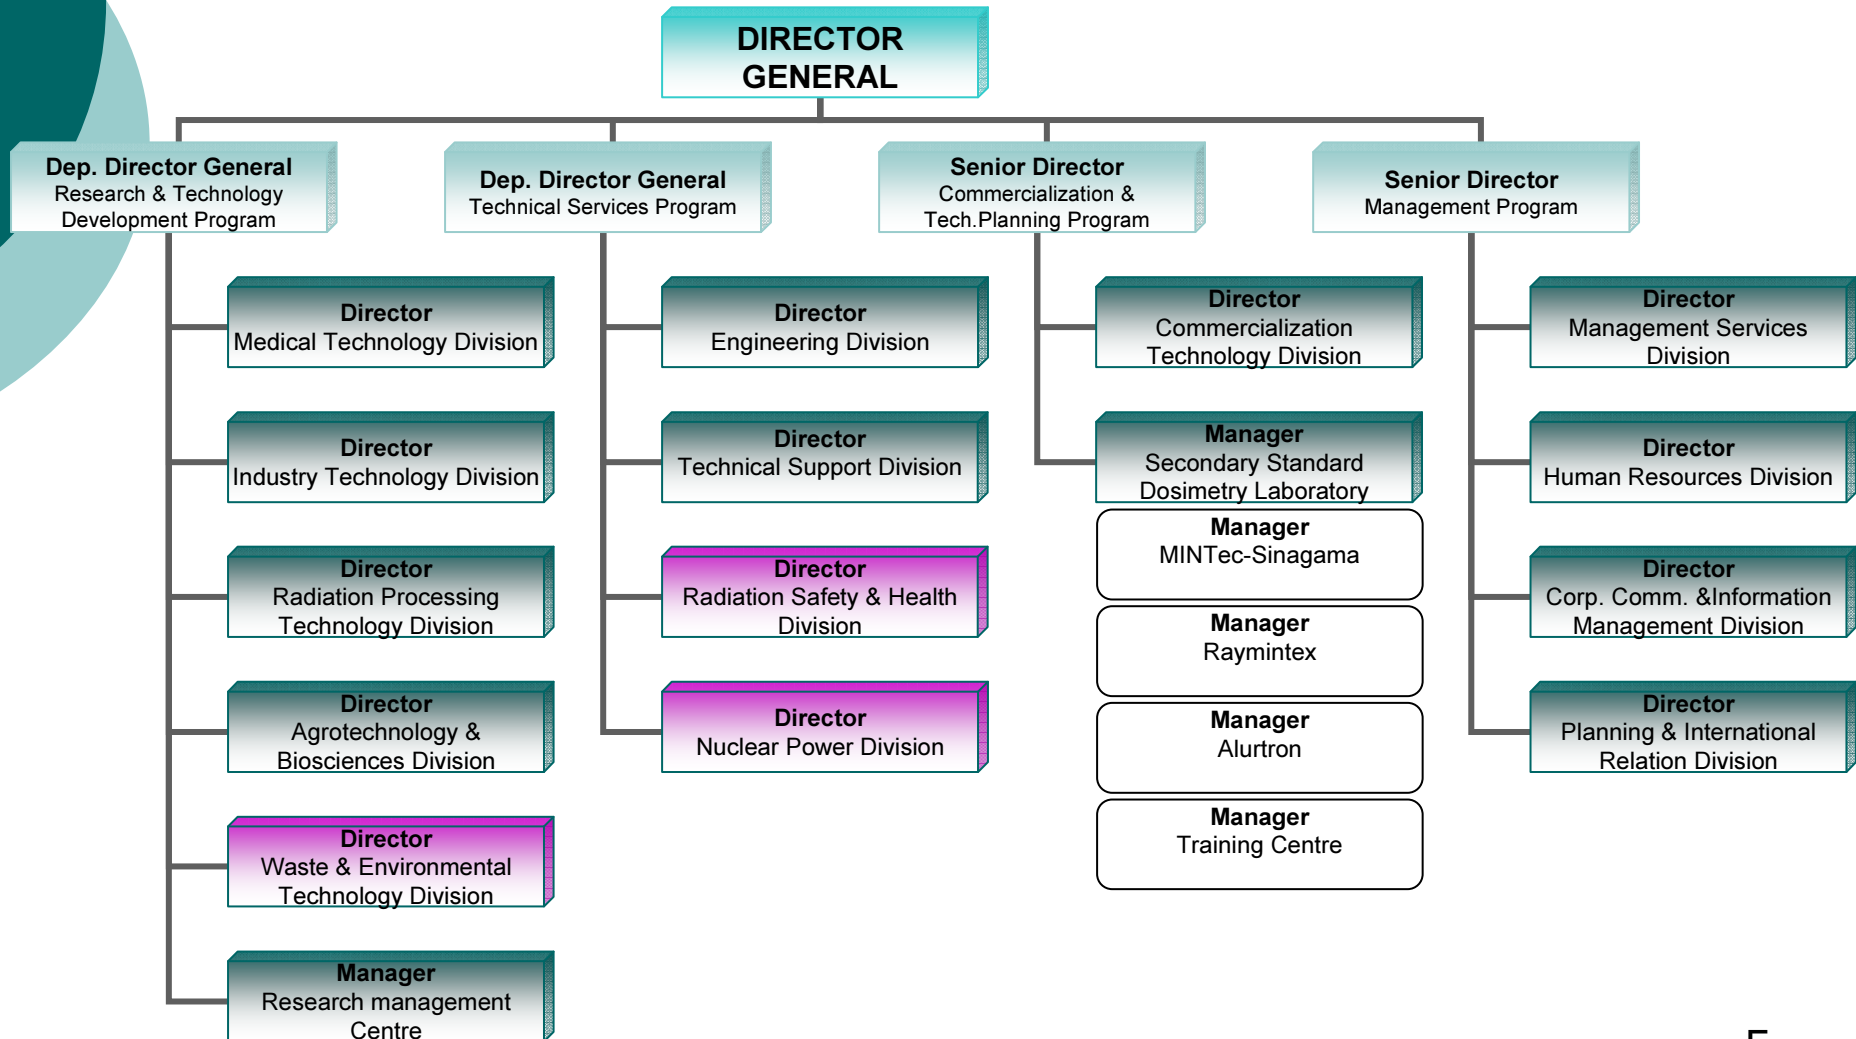 DIRECTOR
GENERAL
Dep. Director General
Research & Technology
Development Program
Dep. Director General
Technical Services Program
Senior Director
Commercialization &
Tech.Planning Program
Senior Director
Management Program
Director
Medical Technology Division
Director
Industry Technology Division
Director
Radiation Processing
Technology Division
Director
Agrotechnology &
Biosciences Division
Director
Waste & Environmental
Technology Division
Manager
Research management
Centre
Director
Engineering Division
Director
Technical Support Division
Director
Radiation Safety & Health
Division
Director
Nuclear Power Division
Director
Commercialization
Technology Division
Manager
Secondary Standard
Dosimetry Laboratory
Manager
MINTec-Sinagama
Manager
Raymintex
Manager
Alurtron
Manager
Training Centre
Director
Management Services
Division
Director
Human Resources Division
Director
Corp. Comm. &Information
Management Division
Director
Planning & International
Relation Division